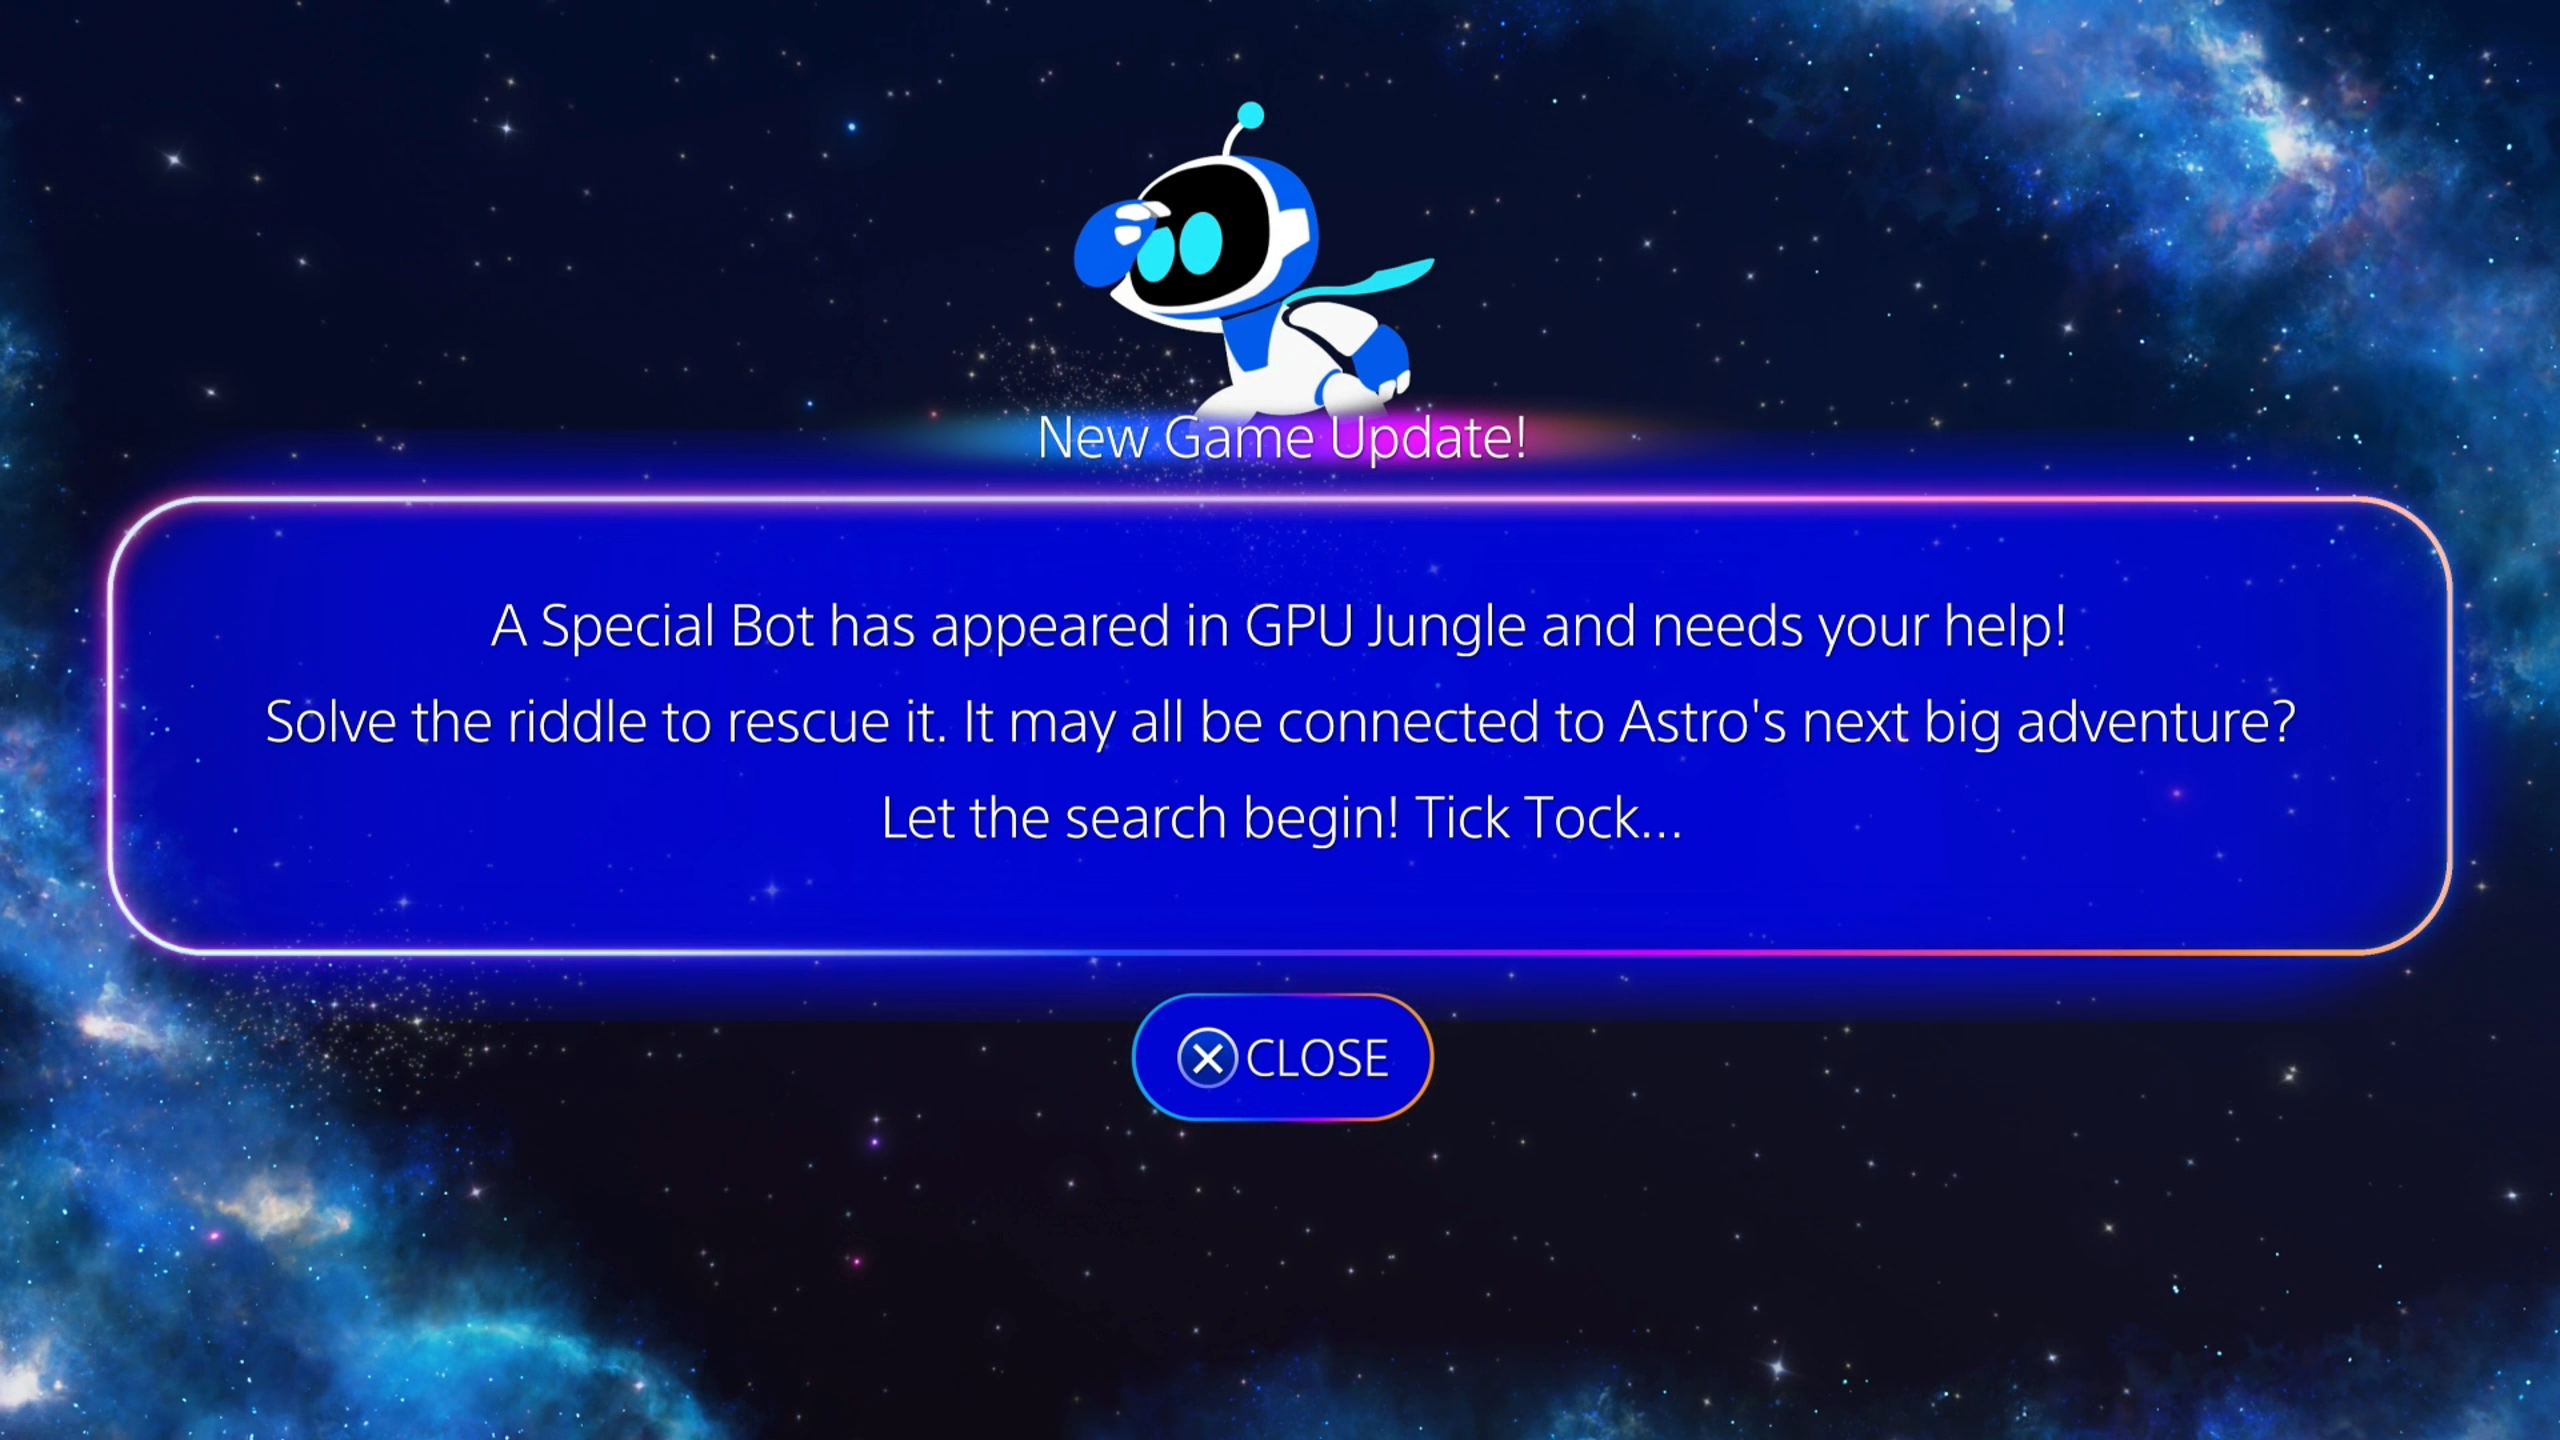 New Game Update!
A Special Bot has appeared in GPU Jungle and needs your help!
Solve the riddle to rescue it. It may all be connected to Astro's next big adventure?
Let the search begin! Tick Tock...
CLOSE